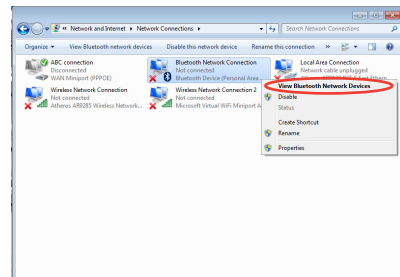 « Network and Internet ▸ Network Connections ▸
Search Network Connections
Organize ▾ View Bluetooth network devices Disable this network device Rename this connection »
ABC connection
Disconnected
WAN Miniport (PPPOE)
Bluetooth Network Connection
Not connected
Bluetooth Device (Personal Area ...
Local Area Connection
Network cable unplugged
Wireless Network Connection
Not connected
Atheros AR9285 Wireless Network...
Wireless Network Connection 2
Not connected
Microsoft Virtual WiFi Miniport A
View Bluetooth Network Devices
Disable
Status
Create Shortcut
Rename
Properties